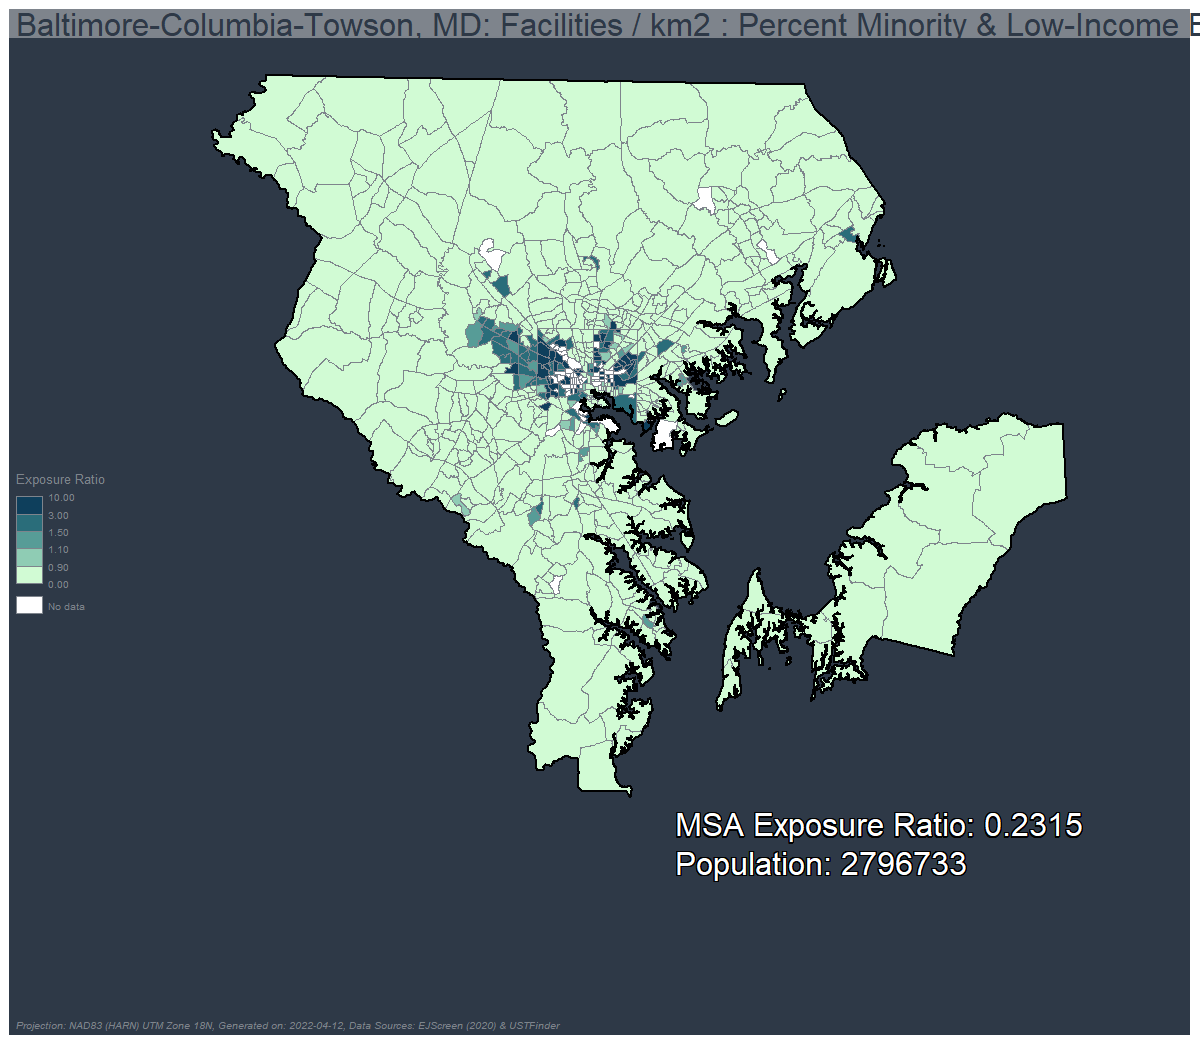 Baltimore-Columbia-Towson, MD: Facilities / km2 : Percent Minority & Low-Income E
Exposure Ratio
10.00
3.00
1.50
1.10
0.90
0.00
No data
MSA Exposure Ratio: 0.2315
Population: 2796733
Projection: NAD83 (HARN) UTM Zone 18N, Generated on: 2022-04-12, Data Sources: EJScreen (2020) & USTFinder